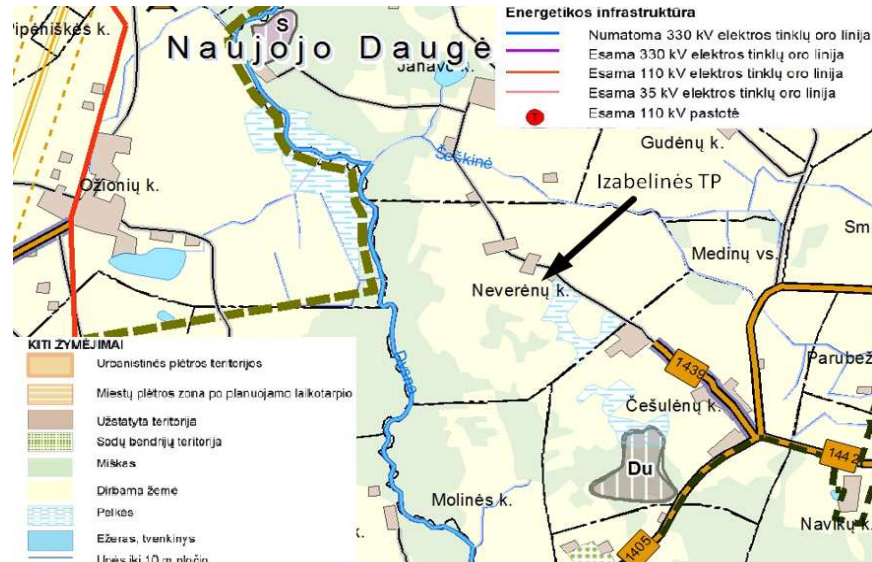 Pipėniškės k.
S
Naujojo Daugė
Janavo k.
Energetikos infrastruktūra
Numatoma 330 kV elektros tinklų oro linija
Esama 330 kV elektros tinklų oro linija
Esama 110 kV elektros tinklų oro linija
Esama 35 kV elektros tinklų oro linija
Esama 110 kV pastotė
Gudėnų k.
Šeškinė
Izabelinės TP
Ožionių k.
Sm
Medinų vs.
Neverėnų k.
1439
Parubež
Češulėnų k.
1442
Du
Molinės k.
Navikų k.
1405
KITI ŽYMĖJIMAI
Urbanistinės plėtros teritorijos
Miestų plėtros zona po planuojamo laikotarpio
Užstatyta teritorija
Sodų bendrijų teritorija
Miškas
Dirbama žemė
Pelkės
Ežeras, tvenkinys
Upės iki 10 m pločio
k.